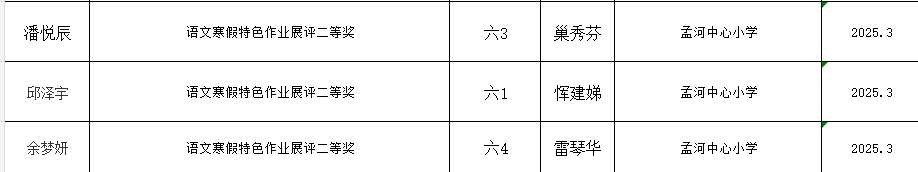 潘悦辰 语文寒假特色作业展评二等奖 六3 巢秀芬 孟河中心小学 2025.3
邱泽宇 语文寒假特色作业展评二等奖 六1 恽建娣 孟河中心小学 2025.3
余梦妍 语文寒假特色作业展评二等奖 六4 雷琴华 孟河中心小学 2025.3